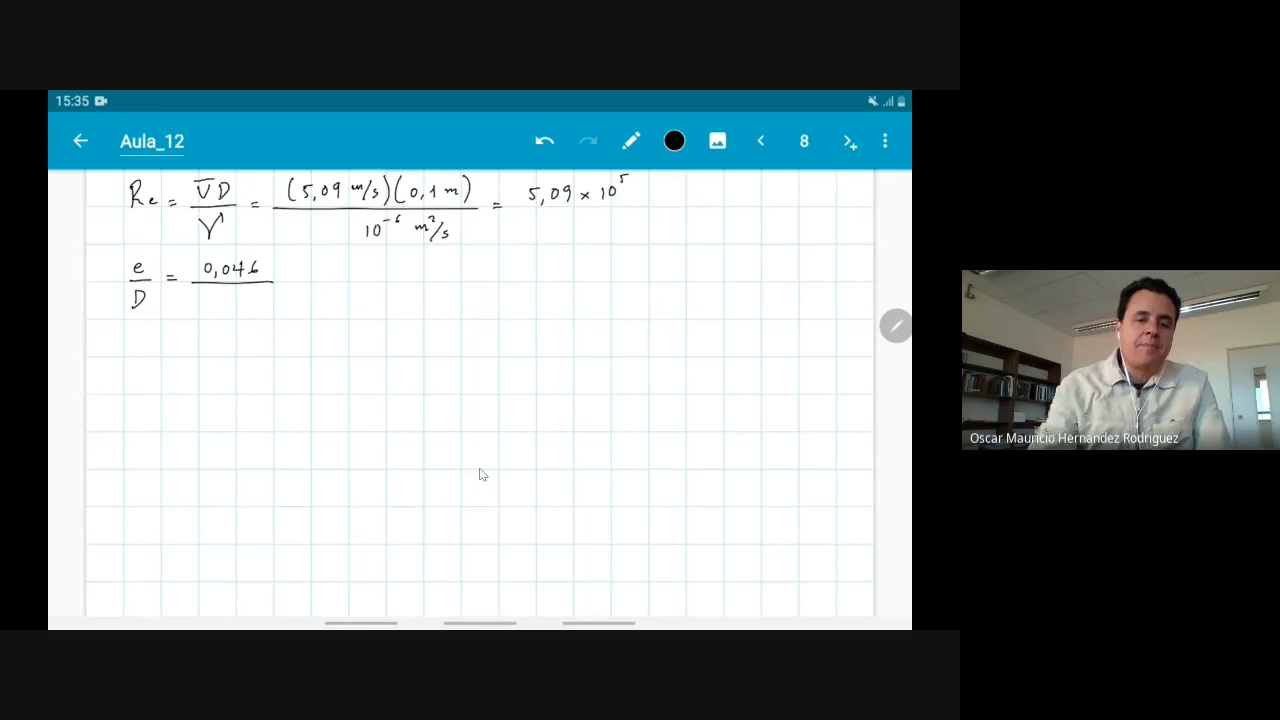 15:35
Aula_12
8
Re = V̅ D / ν = (5,09 m/s)(0,1 m) / 10⁻⁶ m²/s = 5,09 × 10⁵
e / D = 0,046
Oscar Mauricio Hernandez Rodriguez